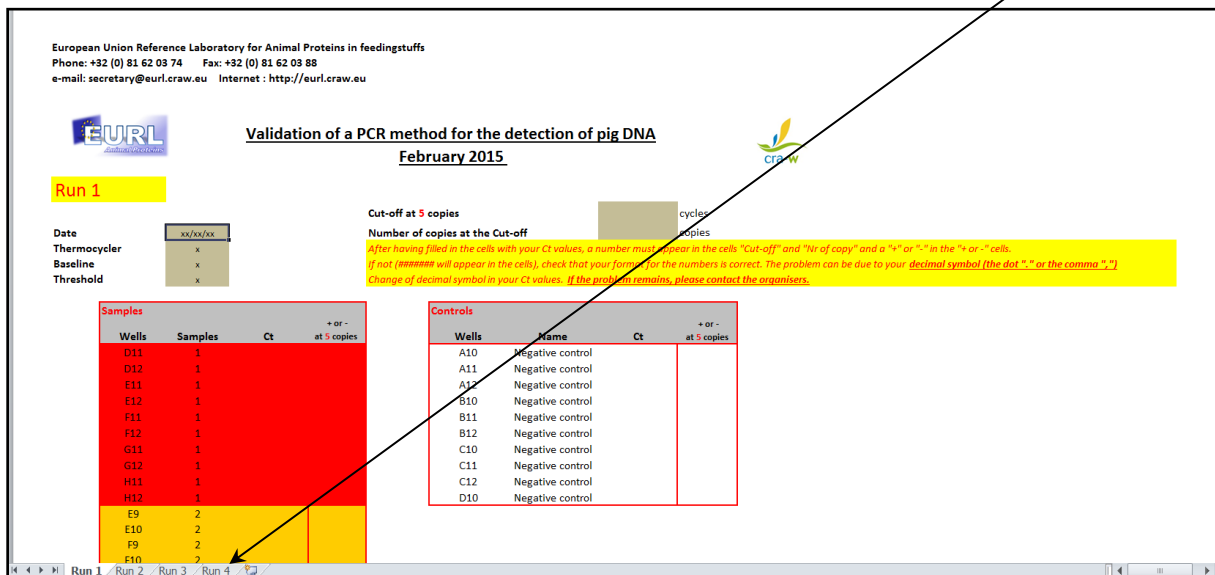 European Union Reference Laboratory for Animal Proteins in feedingstuffs
Phone: +32 (0) 81 62 03 74 Fax: +32 (0) 81 62 03 88
e-mail: secretary@eurl.craw.eu Internet : http://eurl.craw.eu
EURL
Animal Proteins
Validation of a PCR method for the detection of pig DNA
February 2015
cra-w
Run 1
Cut-off at 5 copies cycles
Date xx/xx/xx Number of copies at the Cut-off copies
Thermocycler x
Baseline x
Threshold x
After having filled in the cells with your Ct values, a number must appear in the cells "Cut-off" and "Nr of copy" and a "+" or "-" in the "+ or -" cells.
If not (####### will appear in the cells), check that your format for the numbers is correct. The problem can be due to your decimal symbol (the dot "." or the comma ",")
Change of decimal symbol in your Ct values. If the problem remains, please contact the organisers.
Samples
Wells Samples Ct + or - at 5 copies
D11 1
D12 1
E11 1
E12 1
F11 1
F12 1
G11 1
G12 1
H11 1
H12 1
E9 2
E10 2
F9 2
F10 2
Controls
Wells Name Ct + or - at 5 copies
A10 Negative control
A11 Negative control
A12 Negative control
B10 Negative control
B11 Negative control
B12 Negative control
C10 Negative control
C11 Negative control
C12 Negative control
D10 Negative control
Run 1 Run 2 Run 3 Run 4